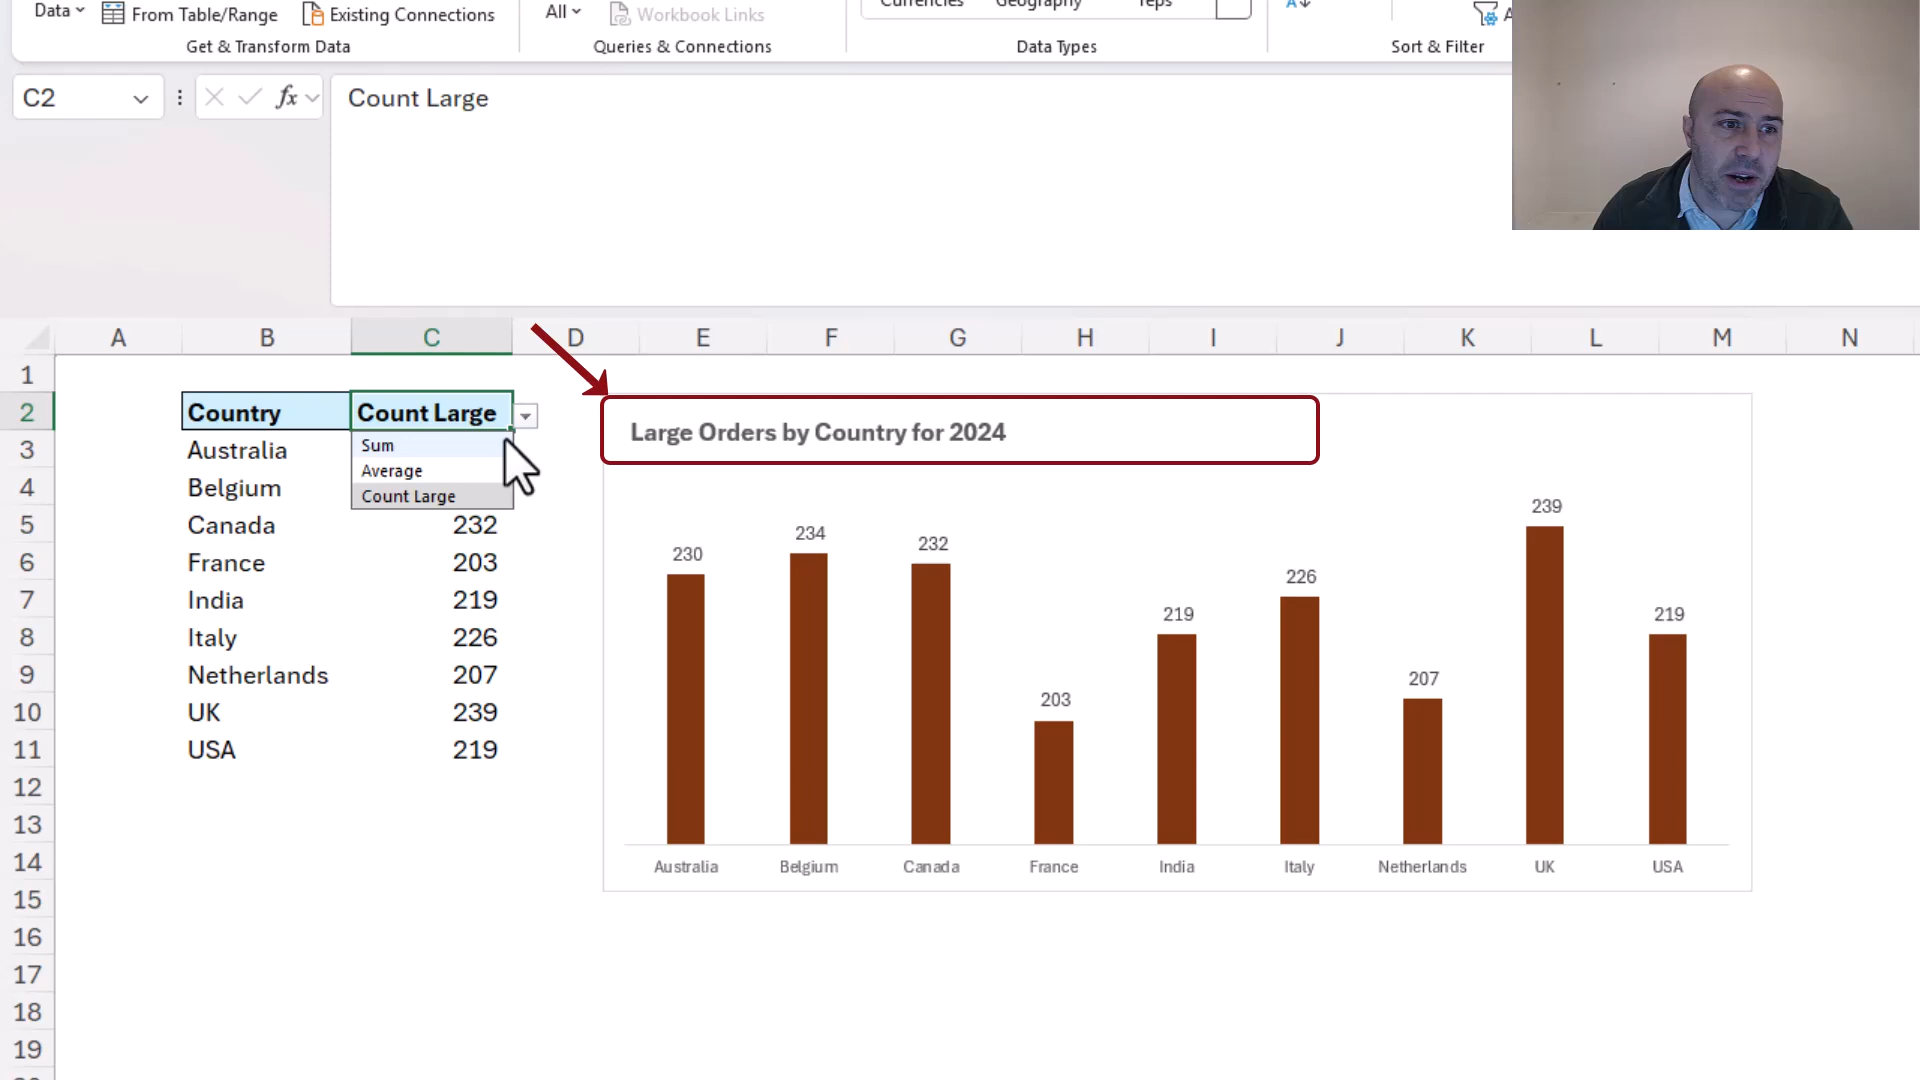 Data
From Table/Range
Existing Connections
All
Workbook Links
Currencies
Geography
Get & Transform Data
Queries & Connections
Data Types
Sort & Filter
C2
fx
Count Large
A B C D E F G H I J K L M N
1
2 Country Count Large
Sum
Average
Count Large
3 Australia
4 Belgium
5 Canada 232
6 France 203
7 India 219
8 Italy 226
9 Netherlands 207
10 UK 239
11 USA 219
12
13
14
15
16
17
18
19
Large Orders by Country for 2024
230 234 232 203 219 226 207 239 219
Australia Belgium Canada France India Italy Netherlands UK USA